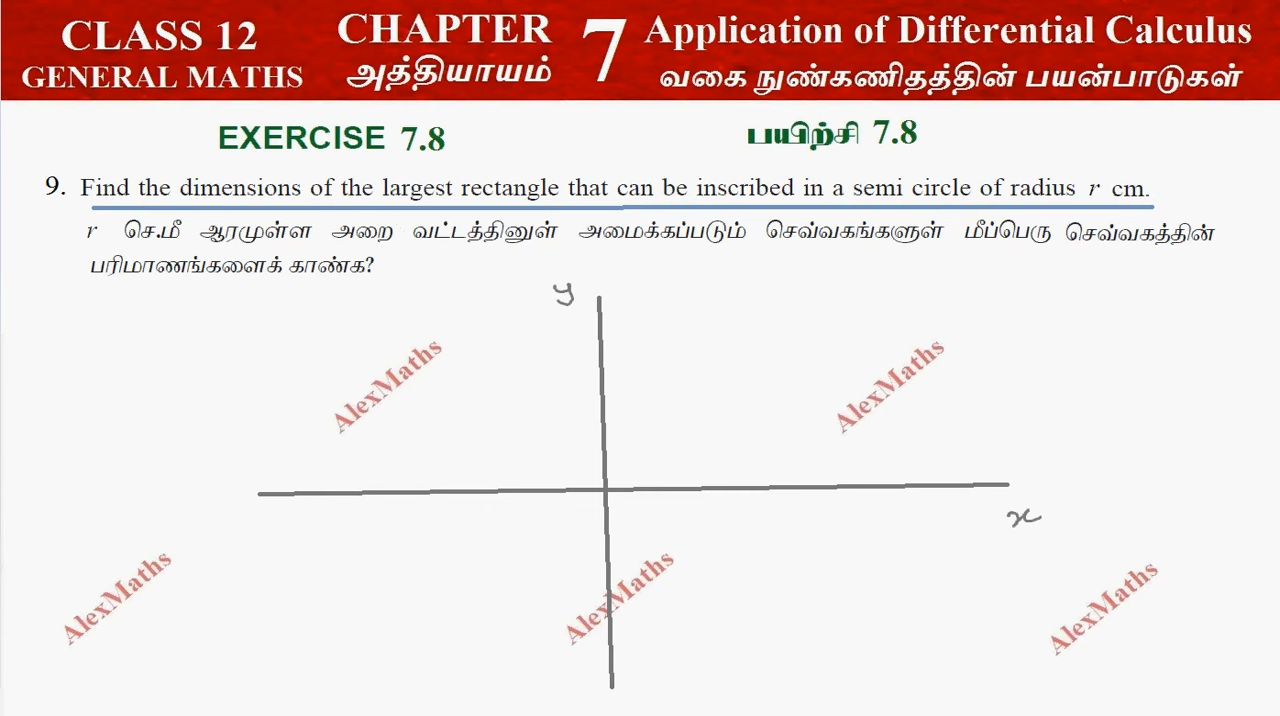 CLASS 12
GENERAL MATHS
CHAPTER
அத்தியாயம்
7
Application of Differential Calculus
வகை நுண்கணிதத்தின் பயன்பாடுகள்
EXERCISE 7.8
பயிற்சி 7.8
9. Find the dimensions of the largest rectangle that can be inscribed in a semi circle of radius r cm.
r செ.மீ ஆரமுள்ள அரை வட்டத்தினுள் அமைக்கப்படும் செவ்வகங்களுள் மீப்பெரு செவ்வகத்தின்
பரிமாணங்களைக் காண்க?
y
AlexMaths
AlexMaths
x
AlexMaths
AlexMaths
AlexMaths